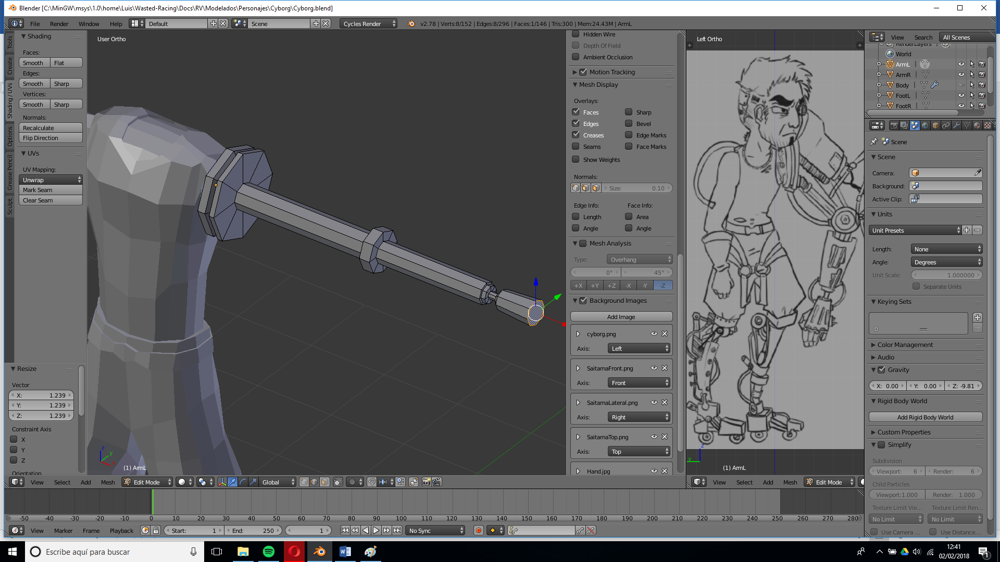 Blender [C:\MinGW\msys\1.0\home\Luis\Wasted-Racing\Docs\RV\Modelados\Personajes\Cyborg\Cyborg.blend]
File Render Window Help Default Scene Cycles Render v2.78 | Verts:8/152 | Edges:8/296 | Faces:1/146 | Tris:300 | Mem:24.43M | ArmL
Tools
Create
Shading / UVs
Options
Grease Pencil
Sculpt
Shading
Faces:
Smooth Flat
Edges:
Smooth Sharp
Vertices:
Smooth Sharp
Normals:
Recalculate
Flip Direction
UVs
UV Mapping:
Unwrap
Mark Seam
Clear Seam
Resize
Vector
X: 1.239
Y: 1.239
Z: 1.239
Constraint Axis
X
Y
Z
Orientation
User Ortho
z
y
x
(1) ArmL
Hidden Wire
Depth Of Field
Ambient Occlusion
Motion Tracking
Mesh Display
Overlays:
Faces Sharp
Edges Bevel
Creases Edge Marks
Seams Face Marks
Show Weights
Normals:
Size: 0.10
Edge Info: Face Info:
Length Area
Angle Angle
Mesh Analysis
Type: Overhang
0° 45°
+X +Y +Z -X -Y -Z
Background Images
Add Image
cyborg.png
Axis: Left
SaitamaFront.png
Axis: Front
SaitamaLateral.png
Axis: Right
SaitamaTop.png
Axis: Top
Hand.jpg
Left Ortho
z
y
(1) ArmL
View Search All Scenes
RenderLayers
World
ArmL
ArmR
Body
FootL
FootR
Scene
Scene
Camera:
Background:
Active Clip:
Units
Unit Presets
Length: None
Angle: Degrees
Unit Scale: 1.000000
Separate Units
Keying Sets
Color Management
Audio
Gravity
X: 0.00 Y: 0.00 Z: -9.81
Rigid Body World
Add Rigid Body World
Custom Properties
Simplify
Subdivision
Viewport: 6 Render: 6
Child Particles
Viewport:1.000 Render: 1.000
Texture Limit Vie... Texture Limit Ren...
No Limit No Limit
Use Camera ... Use Distance...
View Select Add Mesh Edit Mode Global
View Select Add Mesh Edit Mode
-50 -40 -30 -20 -10 0 10 20 30 40 50 60 70 80 90 100 110 120 130 140 150 160 170 180 190 200 210 220 230 240 250 260 270 280
View Marker Frame Playback Start: 1 End: 250 1 No Sync
Escribe aquí para buscar
12:41
02/02/2018
1